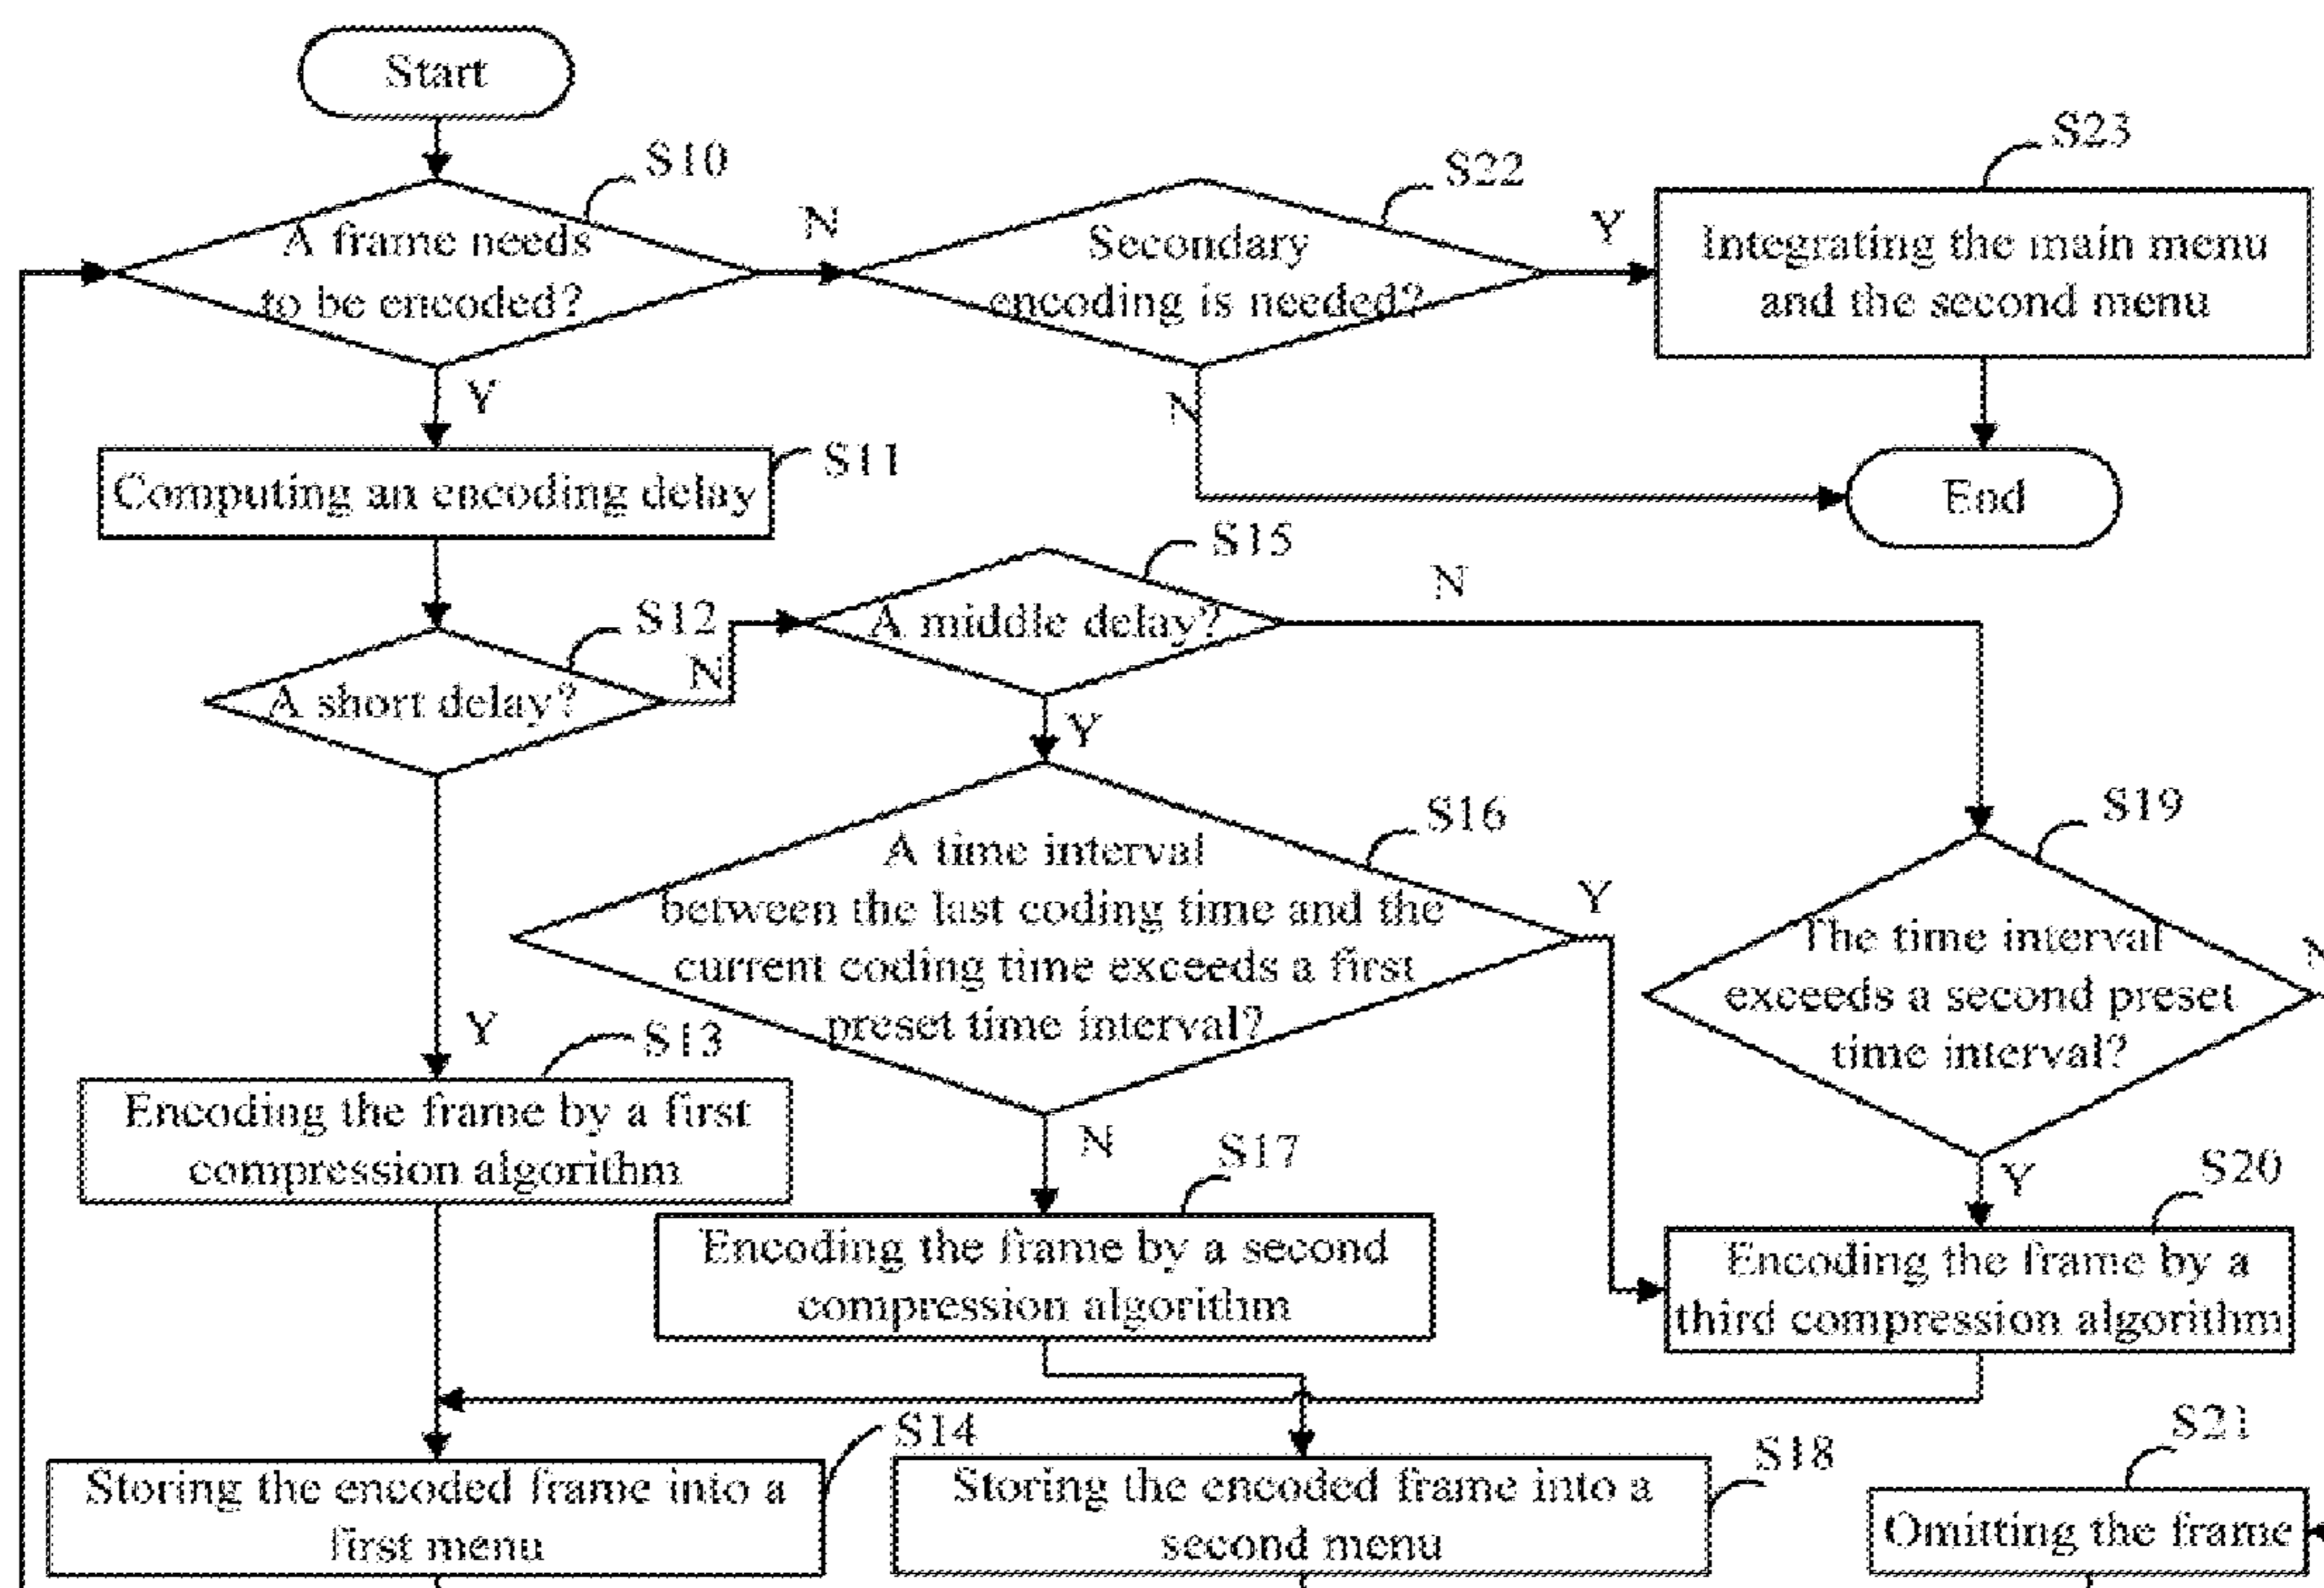 Start
S10
A frame needs
to be encoded?
N
S22
Secondary
encoding is needed?
Y
S23
Integrating the main menu
and the second menu
Y
N
S11
Computing an encoding delay
End
S12
A short delay?
N
S15
A middle delay?
N
Y
S16
A time interval
between the last coding time and the
current coding time exceeds a first
preset time interval?
Y
S19
The time interval
exceeds a second preset
time interval?
N
Y
S13
Encoding the frame by a first
compression algorithm
N
S17
Encoding the frame by a second
compression algorithm
Y
S20
Encoding the frame by a
third compression algorithm
S14
Storing the encoded frame into a
first menu
S18
Storing the encoded frame into a
second menu
S21
Omitting the frame